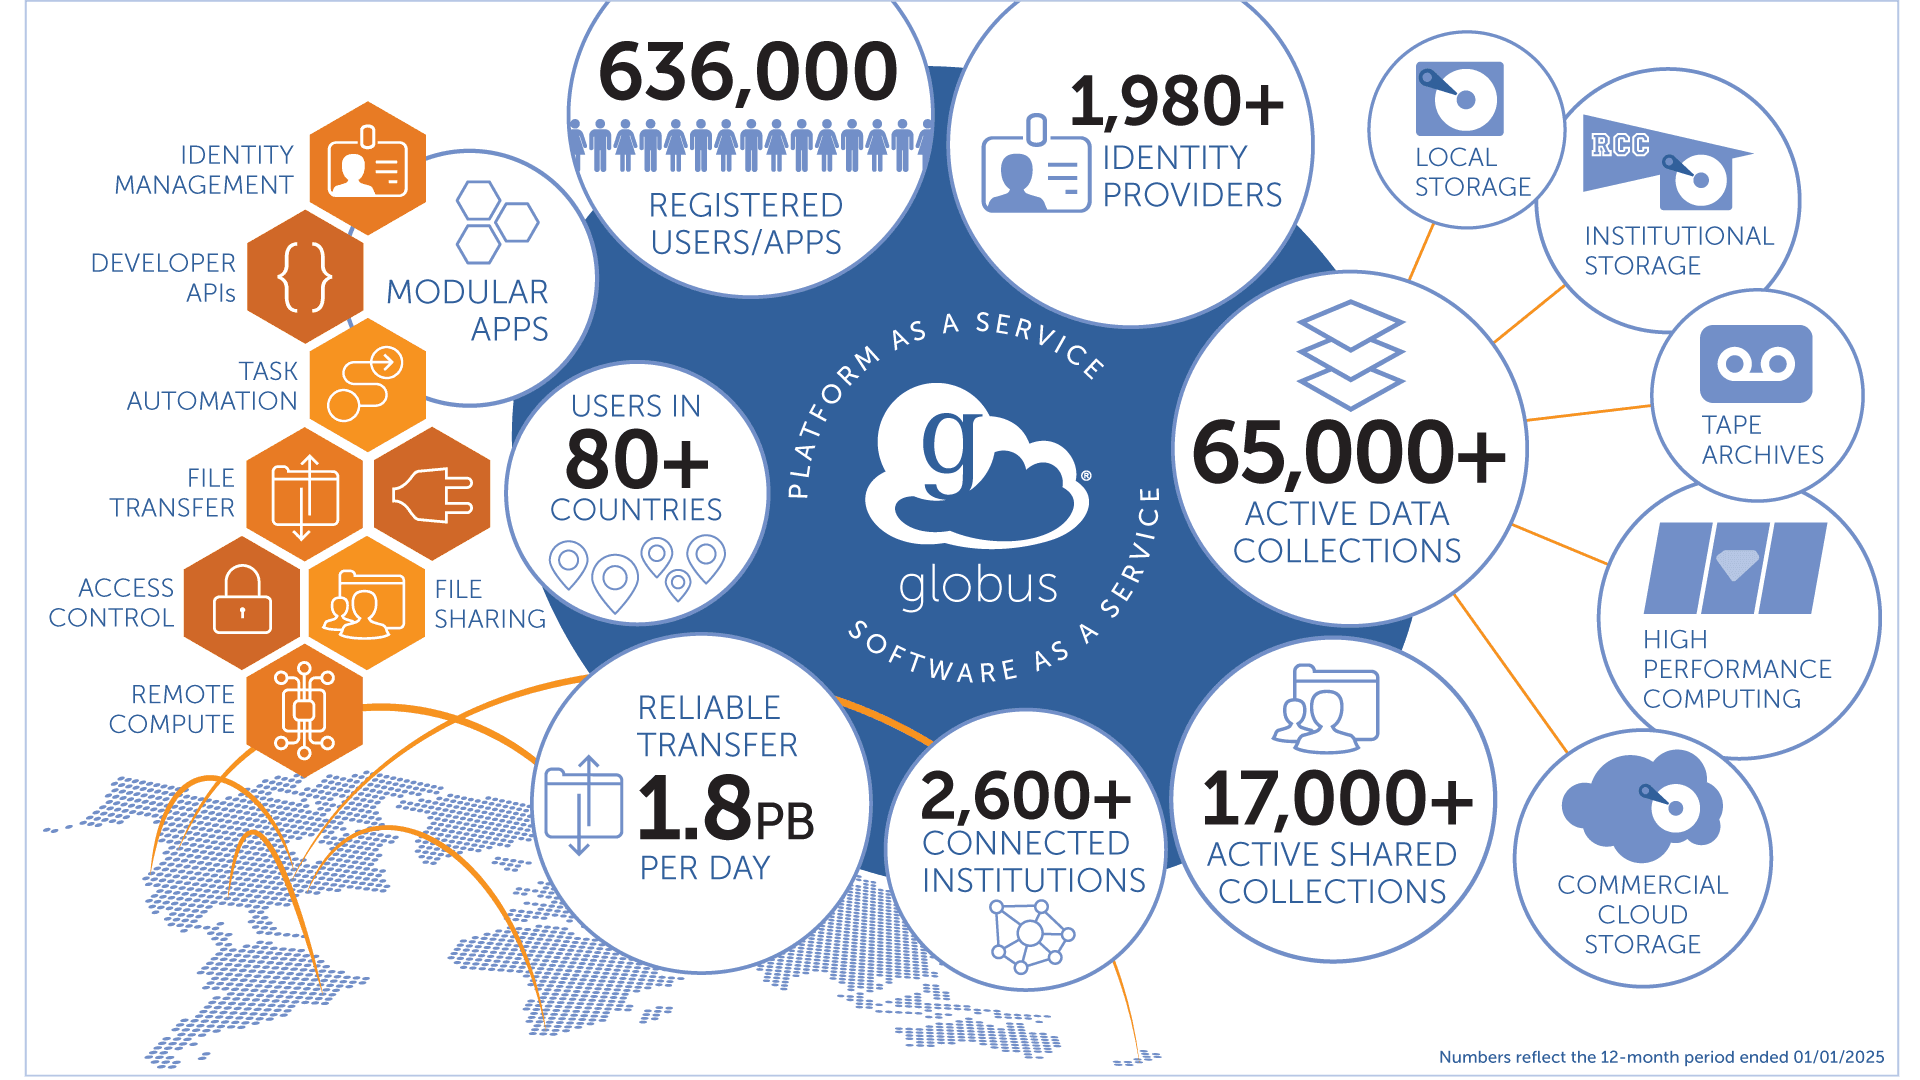 636,000
REGISTERED
USERS/APPS
1,980+
IDENTITY
PROVIDERS
LOCAL
STORAGE
RCC
INSTITUTIONAL
STORAGE
TAPE
ARCHIVES
HIGH
PERFORMANCE
COMPUTING
COMMERCIAL
CLOUD
STORAGE
IDENTITY
MANAGEMENT
DEVELOPER
APIs
TASK
AUTOMATION
FILE
TRANSFER
ACCESS
CONTROL
FILE
SHARING
REMOTE
COMPUTE
MODULAR
APPS
USERS IN
80+
COUNTRIES
PLATFORM AS A SERVICE
g
®
globus
SOFTWARE AS A SERVICE
65,000+
ACTIVE DATA
COLLECTIONS
RELIABLE
TRANSFER
1.8PB
PER DAY
2,600+
CONNECTED
INSTITUTIONS
17,000+
ACTIVE SHARED
COLLECTIONS
Numbers reflect the 12-month period ended 01/01/2025